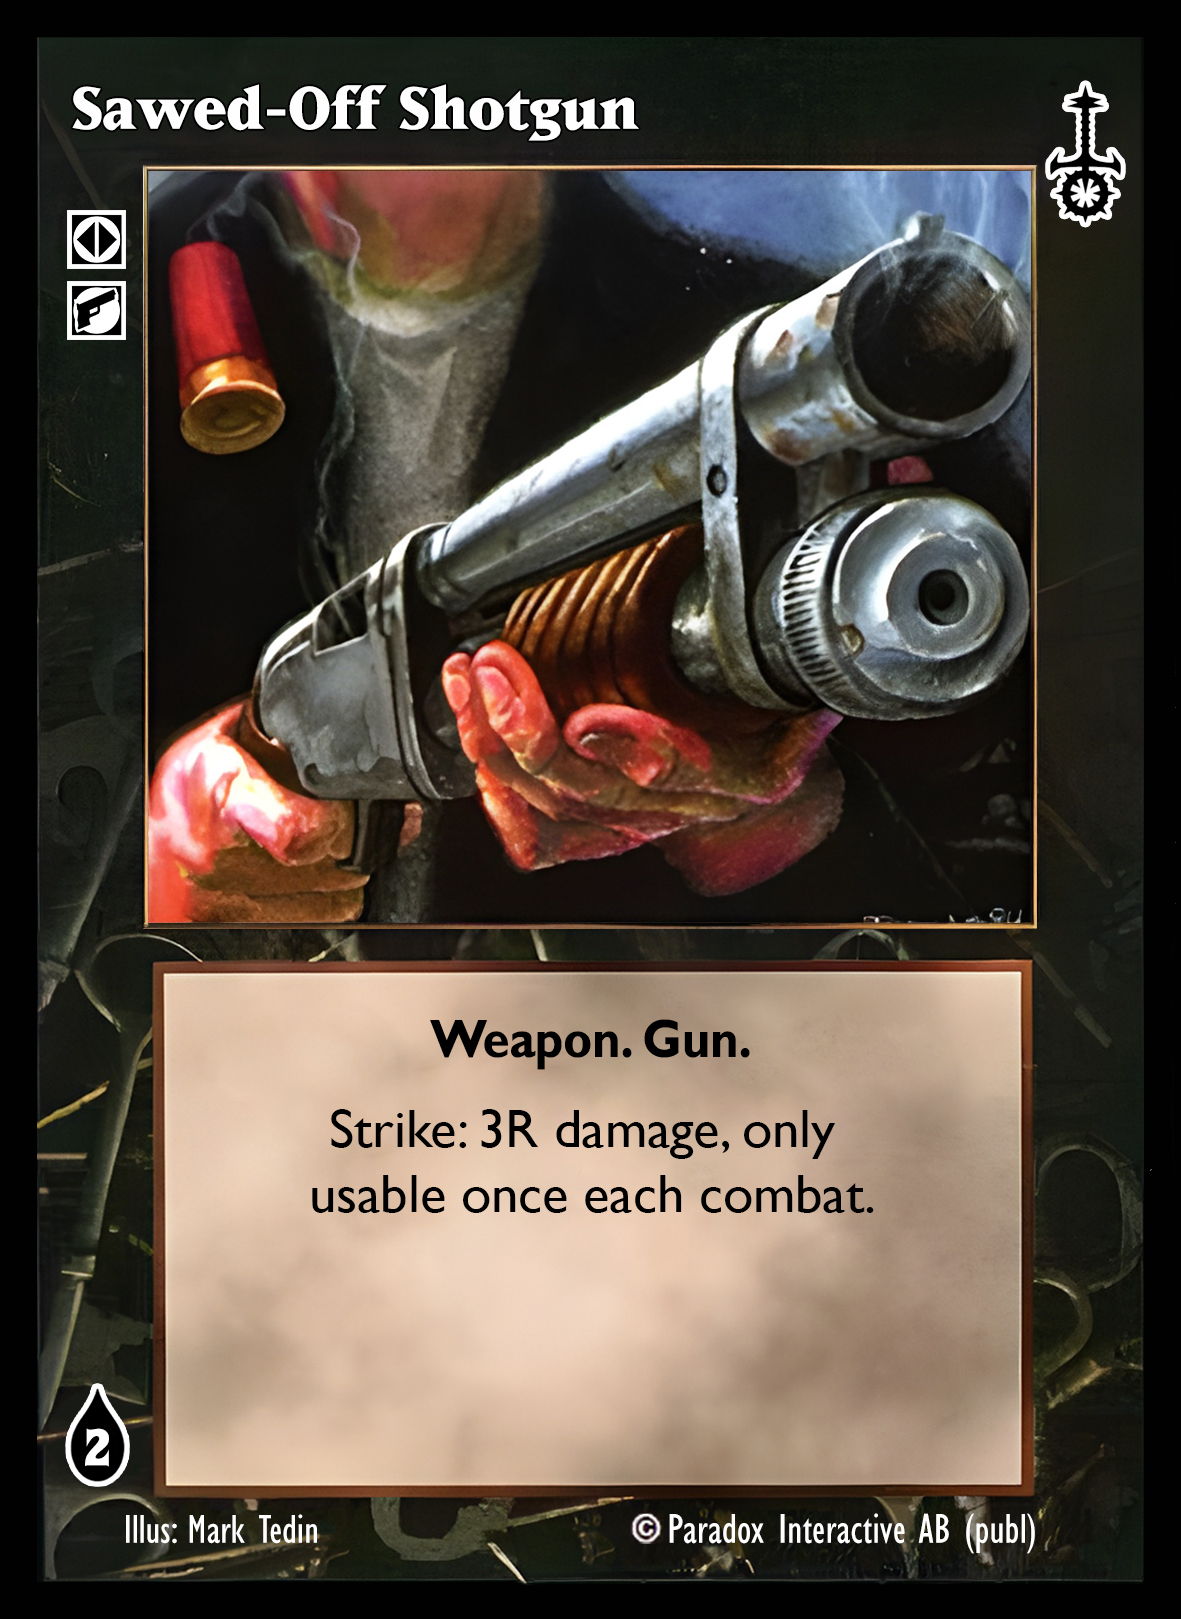 Sawed-Off Shotgun
Weapon. Gun.
Strike: 3R damage, only
usable once each combat.
2
Illus: Mark Tedin
© Paradox Interactive AB (publ)